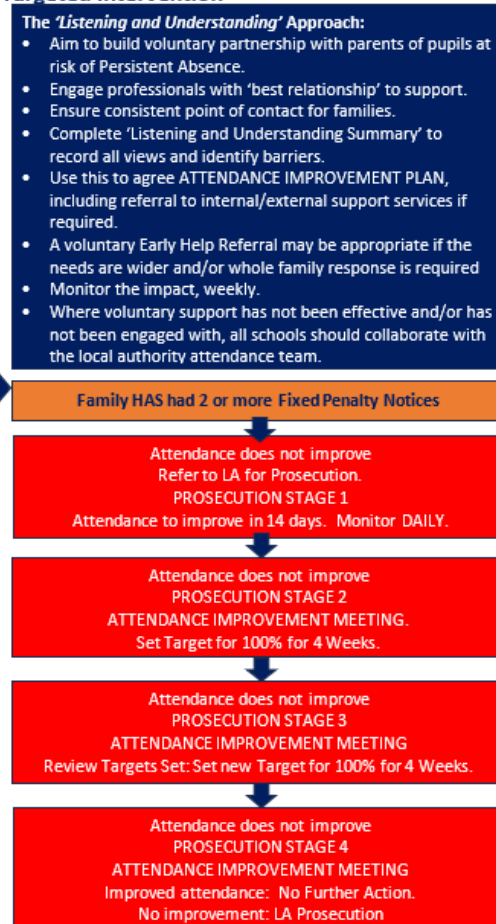 Targeted Intervention
The ‘Listening and Understanding’ Approach:
• Aim to build voluntary partnership with parents of pupils at
risk of Persistent Absence.
• Engage professionals with ‘best relationship’ to support.
• Ensure consistent point of contact for families.
• Complete ‘Listening and Understanding Summary’ to
record all views and identify barriers.
• Use this to agree ATTENDANCE IMPROVEMENT PLAN,
including referral to internal/external support services if
required.
• A voluntary Early Help Referral may be appropriate if the
needs are wider and/or whole family response is required
• Monitor the impact, weekly.
• Where voluntary support has not been effective and/or has
not been engaged with, all schools should collaborate with
the local authority attendance team.
Family HAS had 2 or more Fixed Penalty Notices
Attendance does not improve
Refer to LA for Prosecution.
PROSECUTION STAGE 1
Attendance to improve in 14 days. Monitor DAILY.
Attendance does not improve
PROSECUTION STAGE 2
ATTENDANCE IMPROVEMENT MEETING.
Set Target for 100% for 4 Weeks.
Attendance does not improve
PROSECUTION STAGE 3
ATTENDANCE IMPROVEMENT MEETING
Review Targets Set: Set new Target for 100% for 4 Weeks.
Attendance does not improve
PROSECUTION STAGE 4
ATTENDANCE IMPROVEMENT MEETING
Improved attendance: No Further Action.
No improvement: LA Prosecution